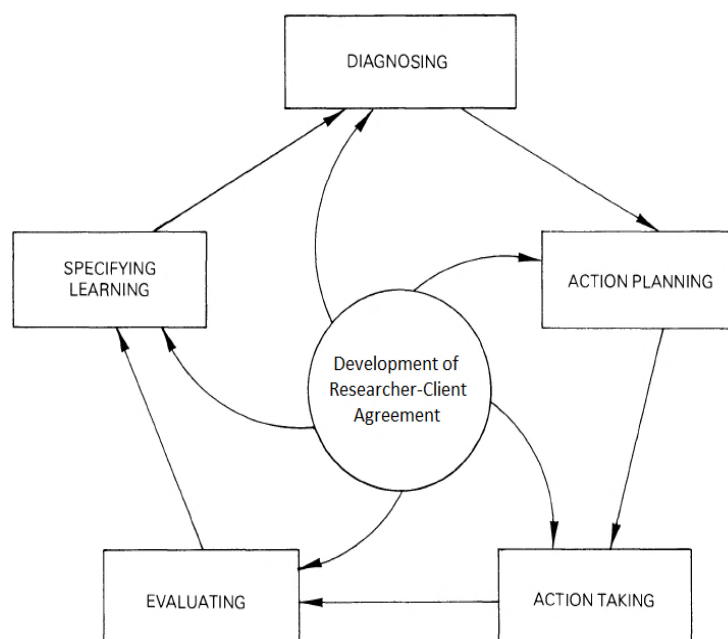 DIAGNOSING
SPECIFYING
LEARNING
ACTION PLANNING
Development of
Researcher-Client
Agreement
EVALUATING
ACTION TAKING